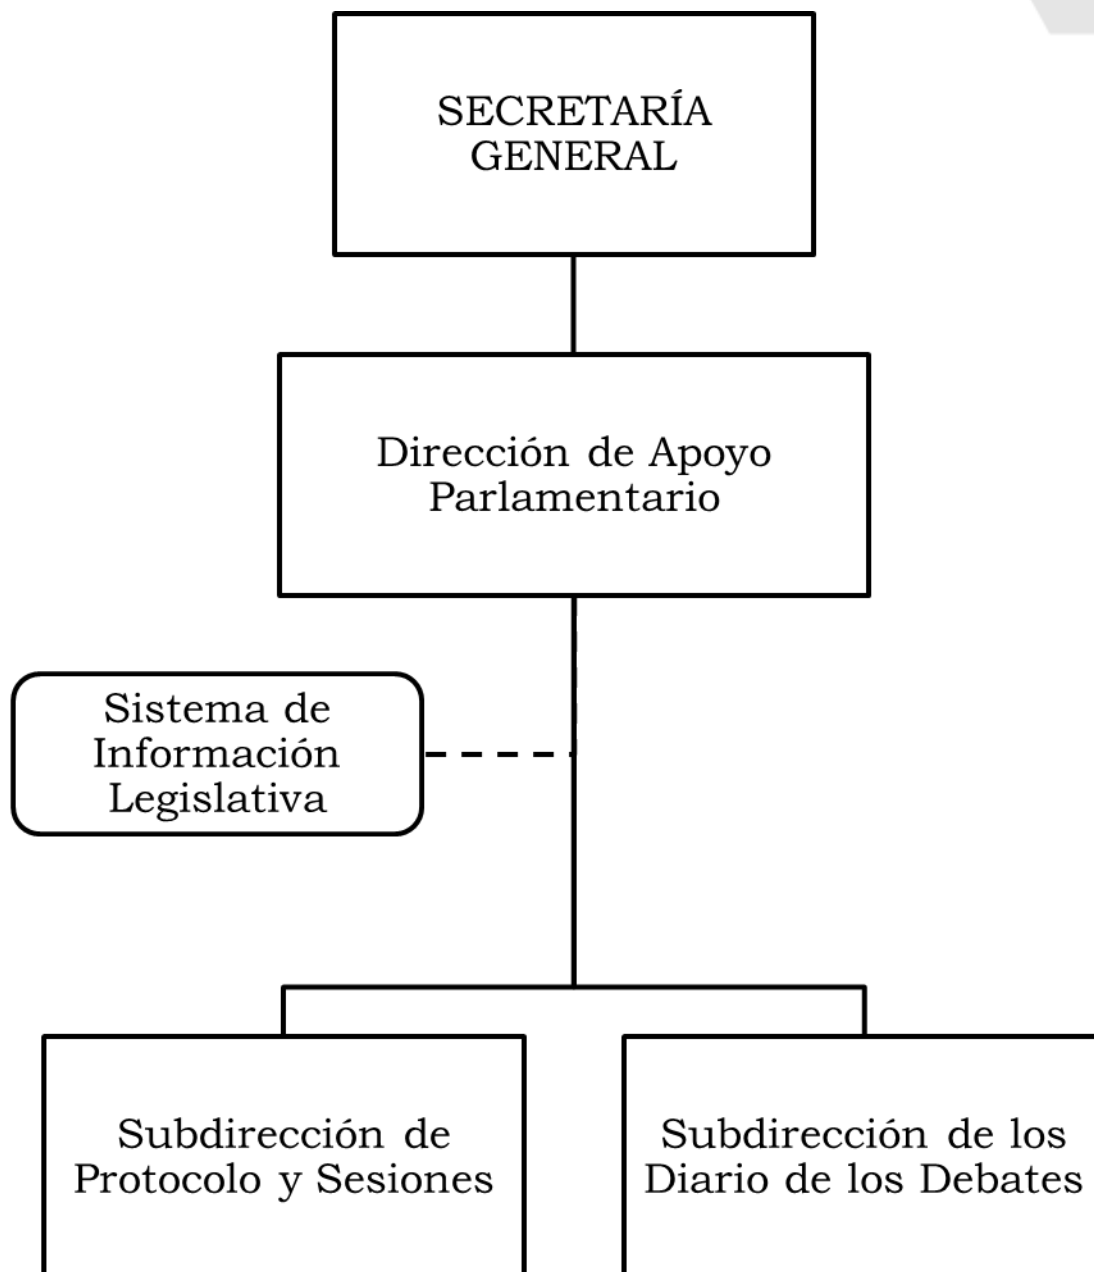 SECRETARÍA
GENERAL
Dirección de Apoyo
Parlamentario
Sistema de
Información
Legislativa
Subdirección de
Protocolo y Sesiones
Subdirección de los
Diario de los Debates